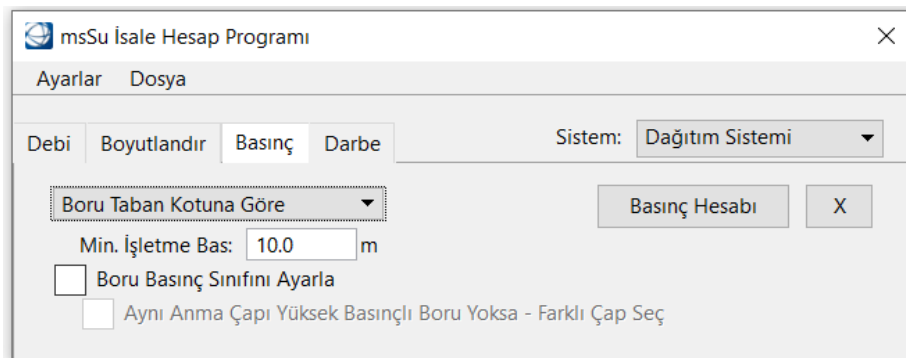 msSu İsale Hesap Programı
Ayarlar Dosya
Debi Boyutlandır Basınç Darbe Sistem: Dağıtım Sistemi
Boru Taban Kotuna Göre Basınç Hesabı X
Min. İşletme Bas: 10.0 m
Boru Basınç Sınıfını Ayarla
Aynı Anma Çapı Yüksek Basınçlı Boru Yoksa - Farklı Çap Seç